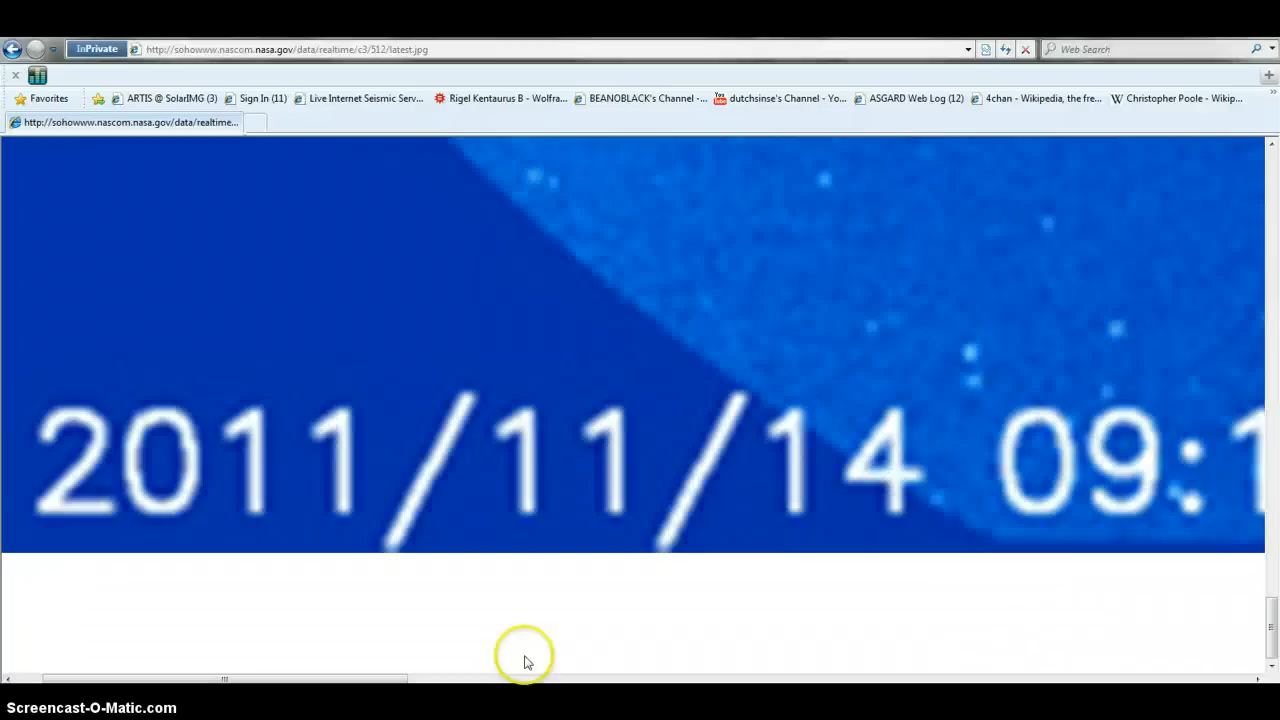 InPrivate http://sohowww.nascom.nasa.gov/data/realtime/c3/512/latest.jpg Web Search
x
Favorites ARTIS @ SolarIMG (3) Sign In (11) Live Internet Seismic Serv... Rigel Kentaurus B - Wolfra... BEANOBLACK's Channel -... You Tube dutchsinse's Channel - Yo... ASGARD Web Log (12) 4chan - Wikipedia, the fre... W Christopher Poole - Wikip...
http://sohowww.nascom.nasa.gov/data/realtime...
2011/11/14 09:1
Screencast-O-Matic.com